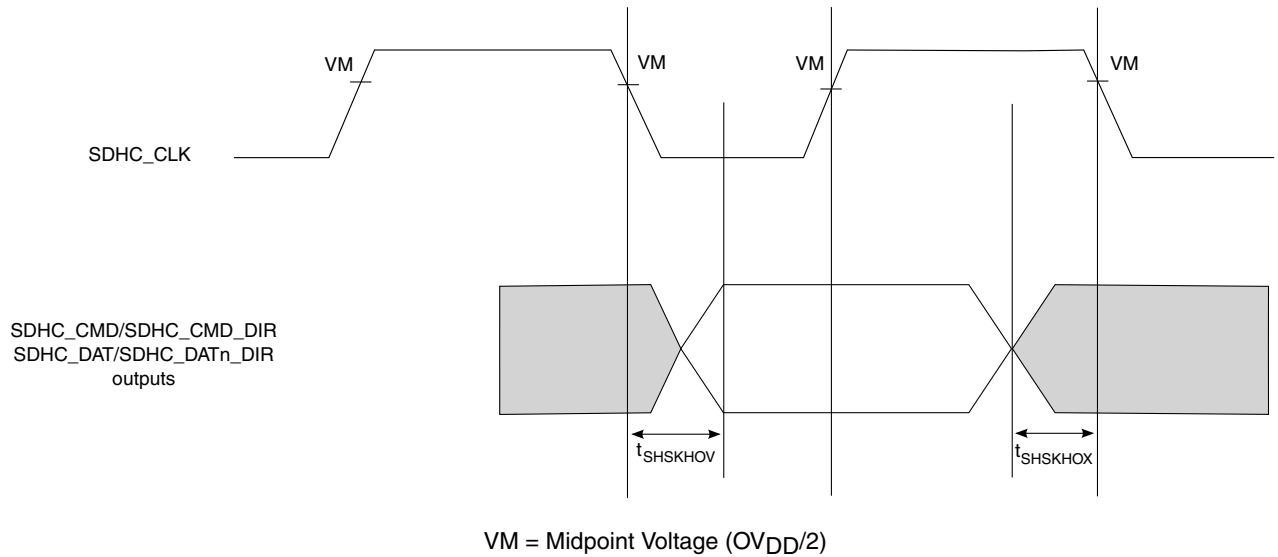 VM
VM
VM
VM
SDHC_CLK
SDHC_CMD/SDHC_CMD_DIR
SDHC_DAT/SDHC_DATn_DIR
outputs
tSHSKHOV
tSHSKHOX
VM = Midpoint Voltage (OVDD/2)